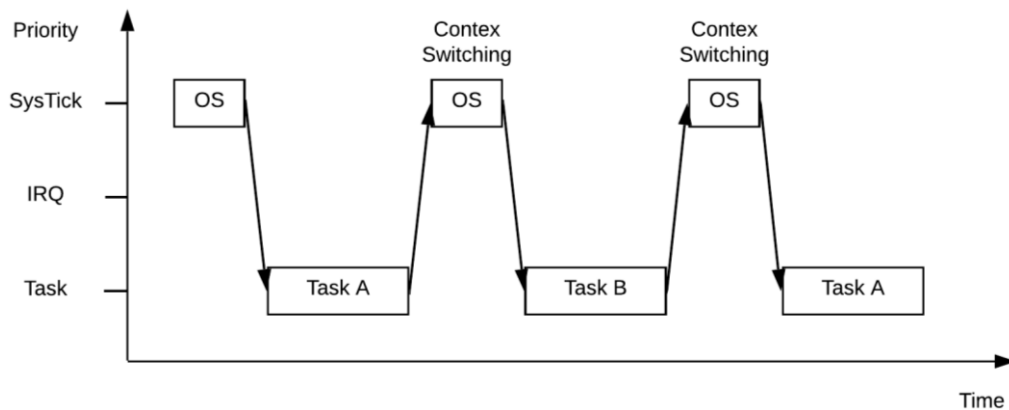 Priority
Contex
Switching
Contex
Switching
SysTick
OS
OS
OS
IRQ
Task
Task A
Task B
Task A
Time